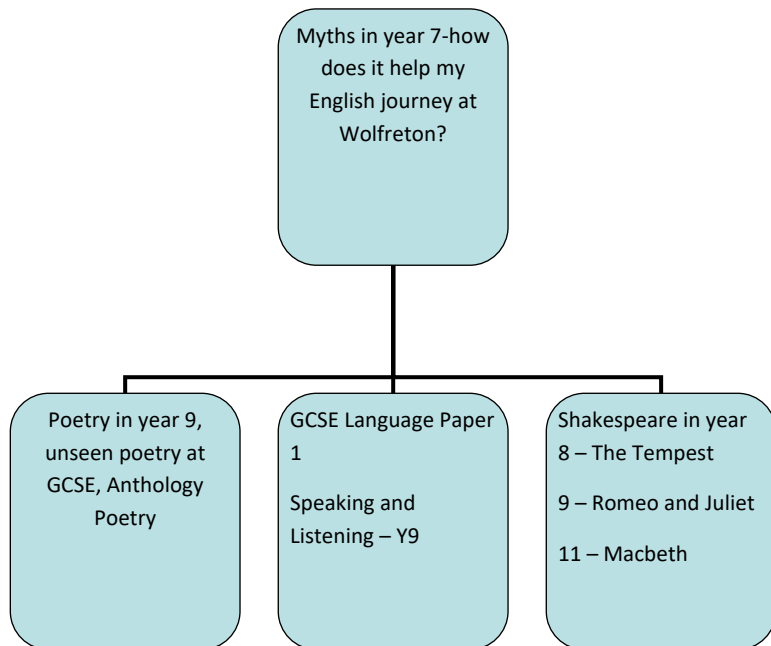 Myths in year 7-how
does it help my
English journey at
Wolfreton?
Poetry in year 9,
unseen poetry at
GCSE, Anthology
Poetry
GCSE Language Paper
1
Speaking and
Listening – Y9
Shakespeare in year
8 – The Tempest
9 – Romeo and Juliet
11 – Macbeth